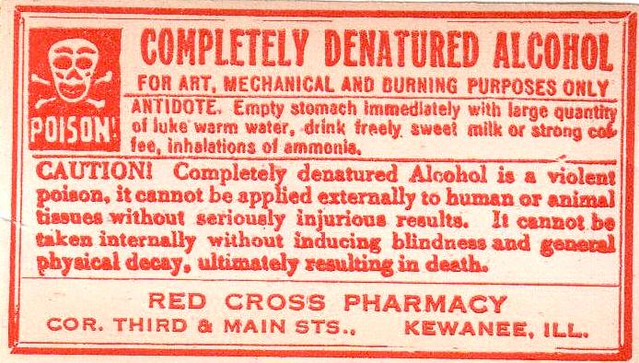 POISON!
COMPLETELY DENATURED ALCOHOL
FOR ART, MECHANICAL AND BURNING PURPOSES ONLY
ANTIDOTE. Empty stomach immediately with large quantity
of luke warm water, drink freely sweet milk or strong cof
fee, inhalations of ammonia.
CAUTION! Completely denatured Alcohol is a violent
poison, it cannot be applied externally to human or animal
tissues without seriously injurious results. It cannot be
taken internally without inducing blindness and general
physical decay, ultimately resulting in death.
RED CROSS PHARMACY
COR. THIRD & MAIN STS., KEWANEE, ILL.